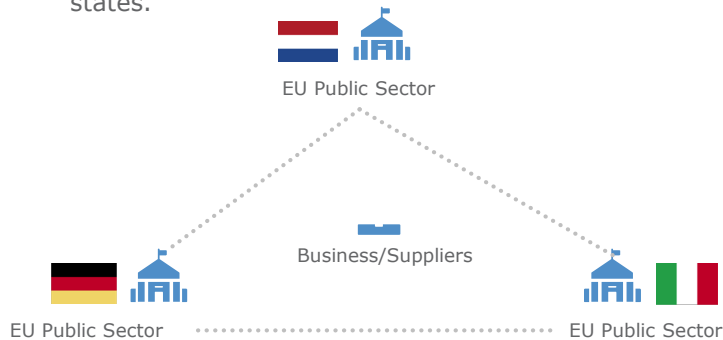 states.
EU Public Sector
Business/Suppliers
EU Public Sector
EU Public Sector